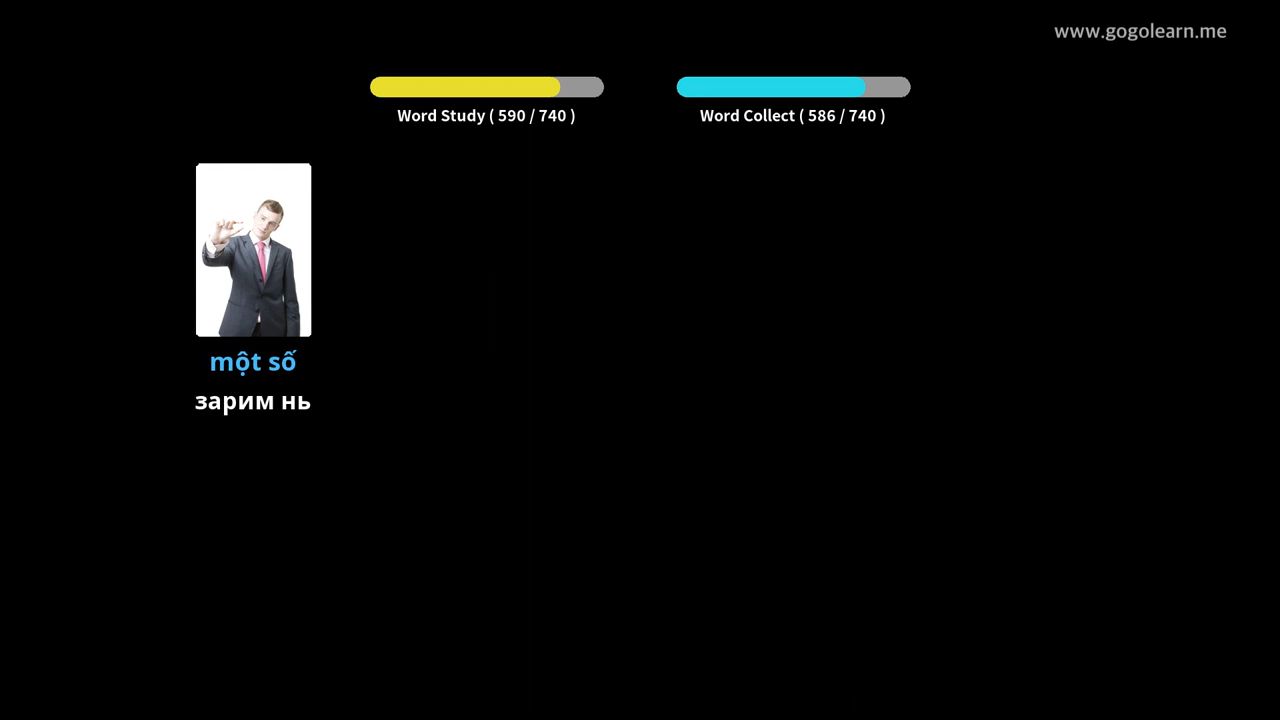 www.gogolearn.me
Word Study ( 590 / 740 )
Word Collect ( 586 / 740 )
một số
зарим нь